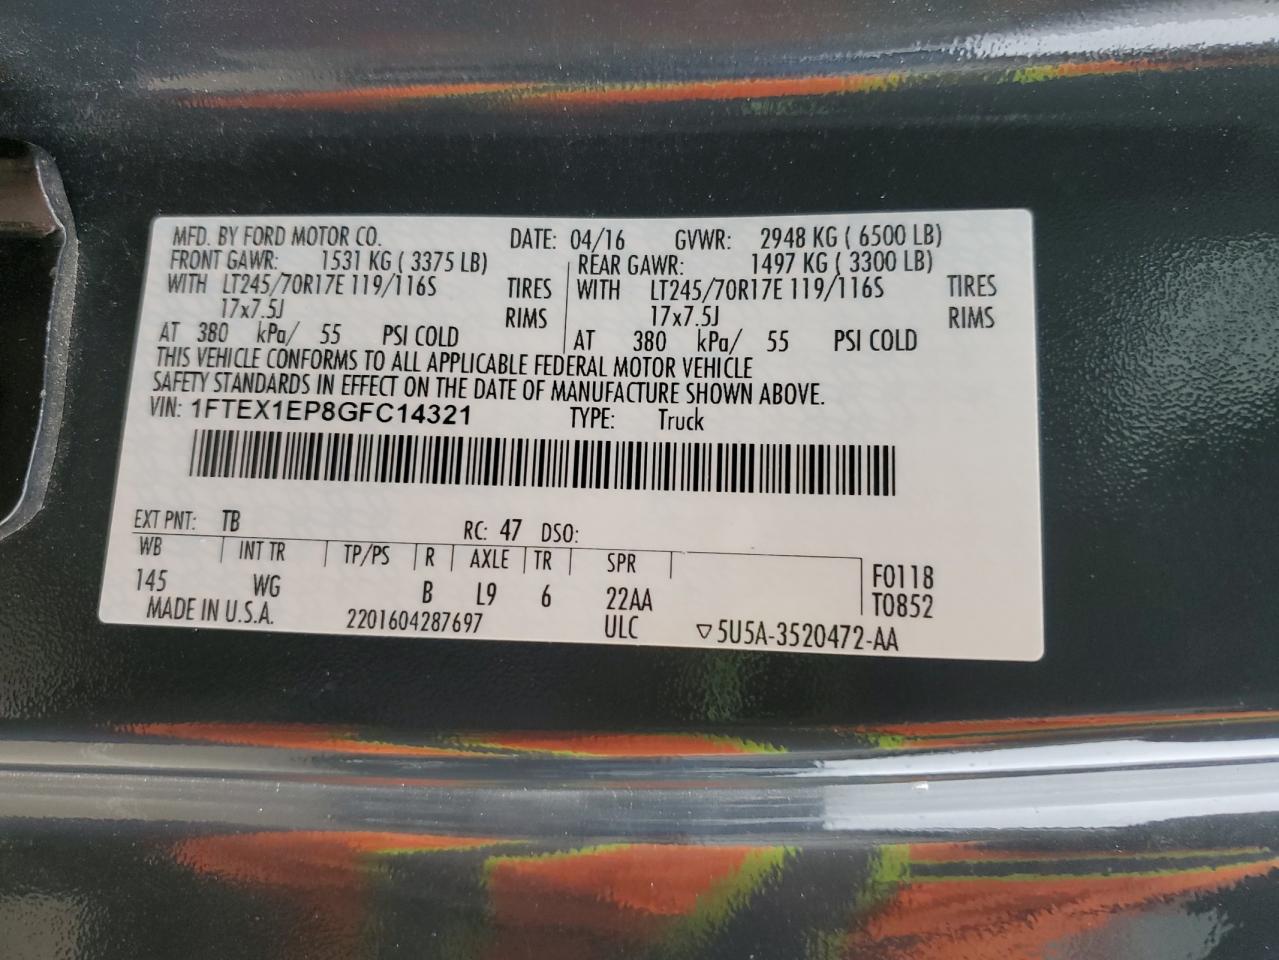 MFD. BY FORD MOTOR CO. DATE: 04/16 GVWR: 2948 KG ( 6500 LB)
FRONT GAWR: 1531 KG ( 3375 LB) REAR GAWR: 1497 KG ( 3300 LB)
WITH LT245/70R17E 119/116S TIRES WITH LT245/70R17E 119/116S TIRES
17x7.5J RIMS 17x7.5J RIMS
AT 380 kPa/ 55 PSI COLD AT 380 kPa/ 55 PSI COLD
THIS VEHICLE CONFORMS TO ALL APPLICABLE FEDERAL MOTOR VEHICLE
SAFETY STANDARDS IN EFFECT ON THE DATE OF MANUFACTURE SHOWN ABOVE.
VIN: 1FTEX1EP8GFC14321 TYPE: Truck
EXT PNT: TB RC: 47 DSO:
WB INT TR TP/PS R AXLE TR SPR
145 WG B L9 6 22AA F0118
T0852
MADE IN U.S.A. 2201604287697 ULC ▽5U5A-3520472-AA